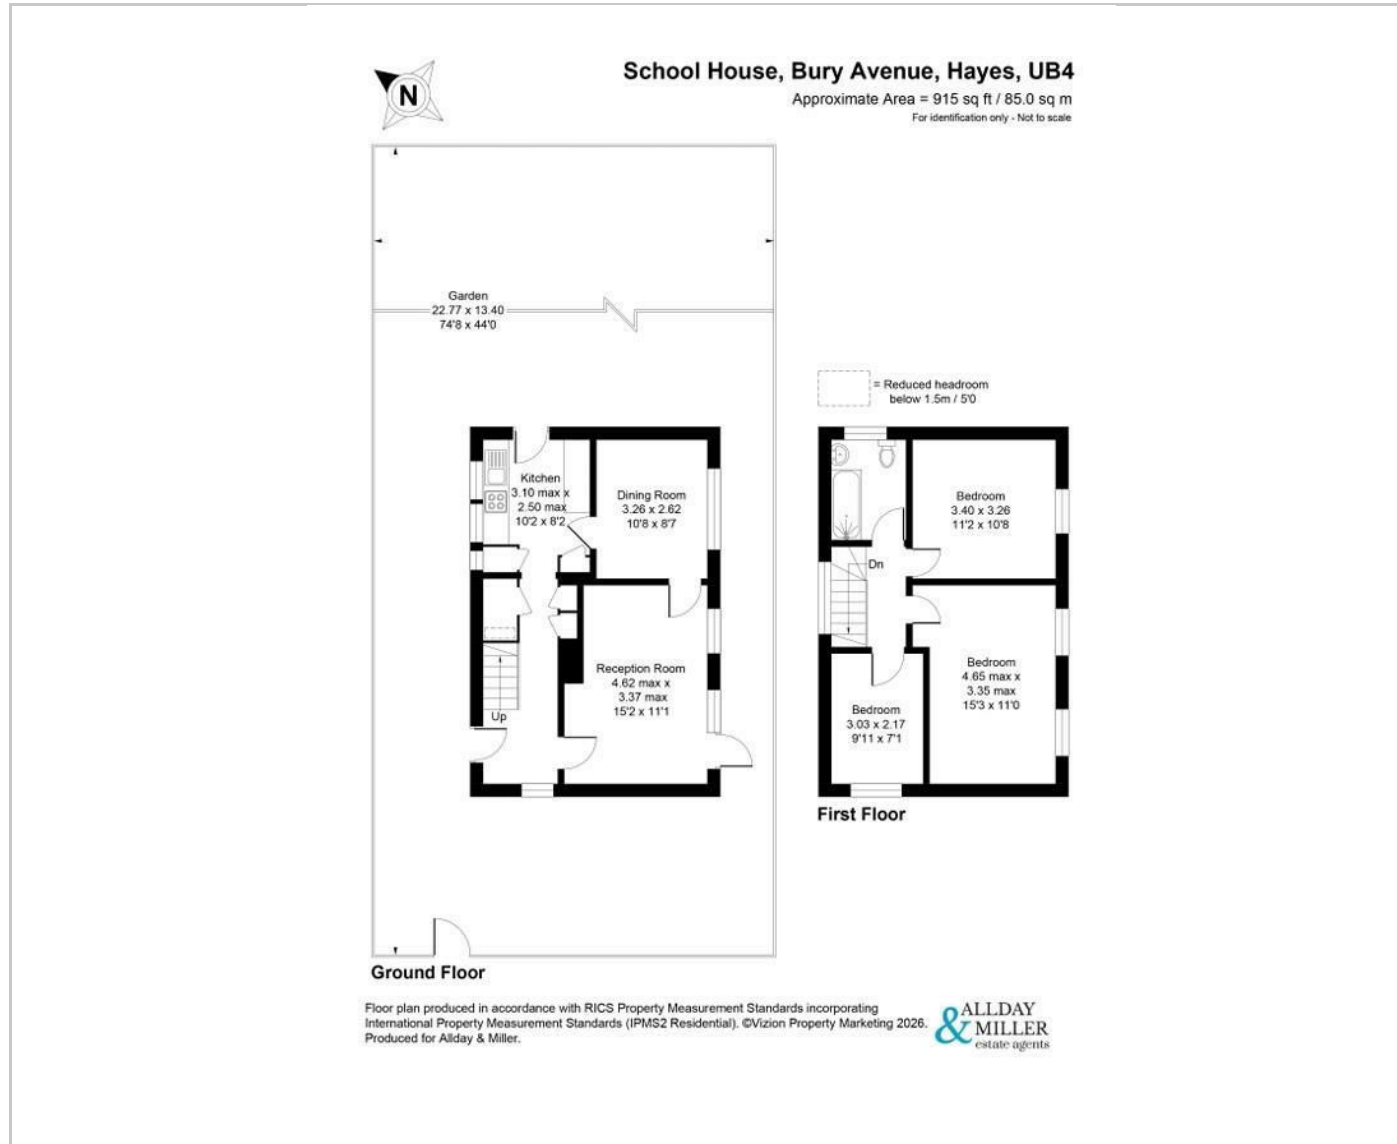 N
School House, Bury Avenue, Hayes, UB4
Approximate Area = 915 sq ft / 85.0 sq m
For identification only - Not to scale
Garden
22.77 x 13.40
74'8 x 44'0
= Reduced headroom
below 1.5m / 5'0
Kitchen
3.10 max x
2.50 max
10'2 x 8'2
Dining Room
3.26 x 2.62
10'8 x 8'7
Reception Room
4.62 max x
3.37 max
15'2 x 11'1
Up
Ground Floor
Bedroom
3.40 x 3.26
11'2 x 10'8
Dn
Bedroom
4.65 max x
3.35 max
15'3 x 11'0
Bedroom
3.03 x 2.17
9'11 x 7'1
First Floor
Floor plan produced in accordance with RICS Property Measurement Standards incorporating
International Property Measurement Standards (IPMS2 Residential). ©Vizion Property Marketing 2026.
Produced for Allday & Miller.
ALLDAY
& MILLER
estate agents